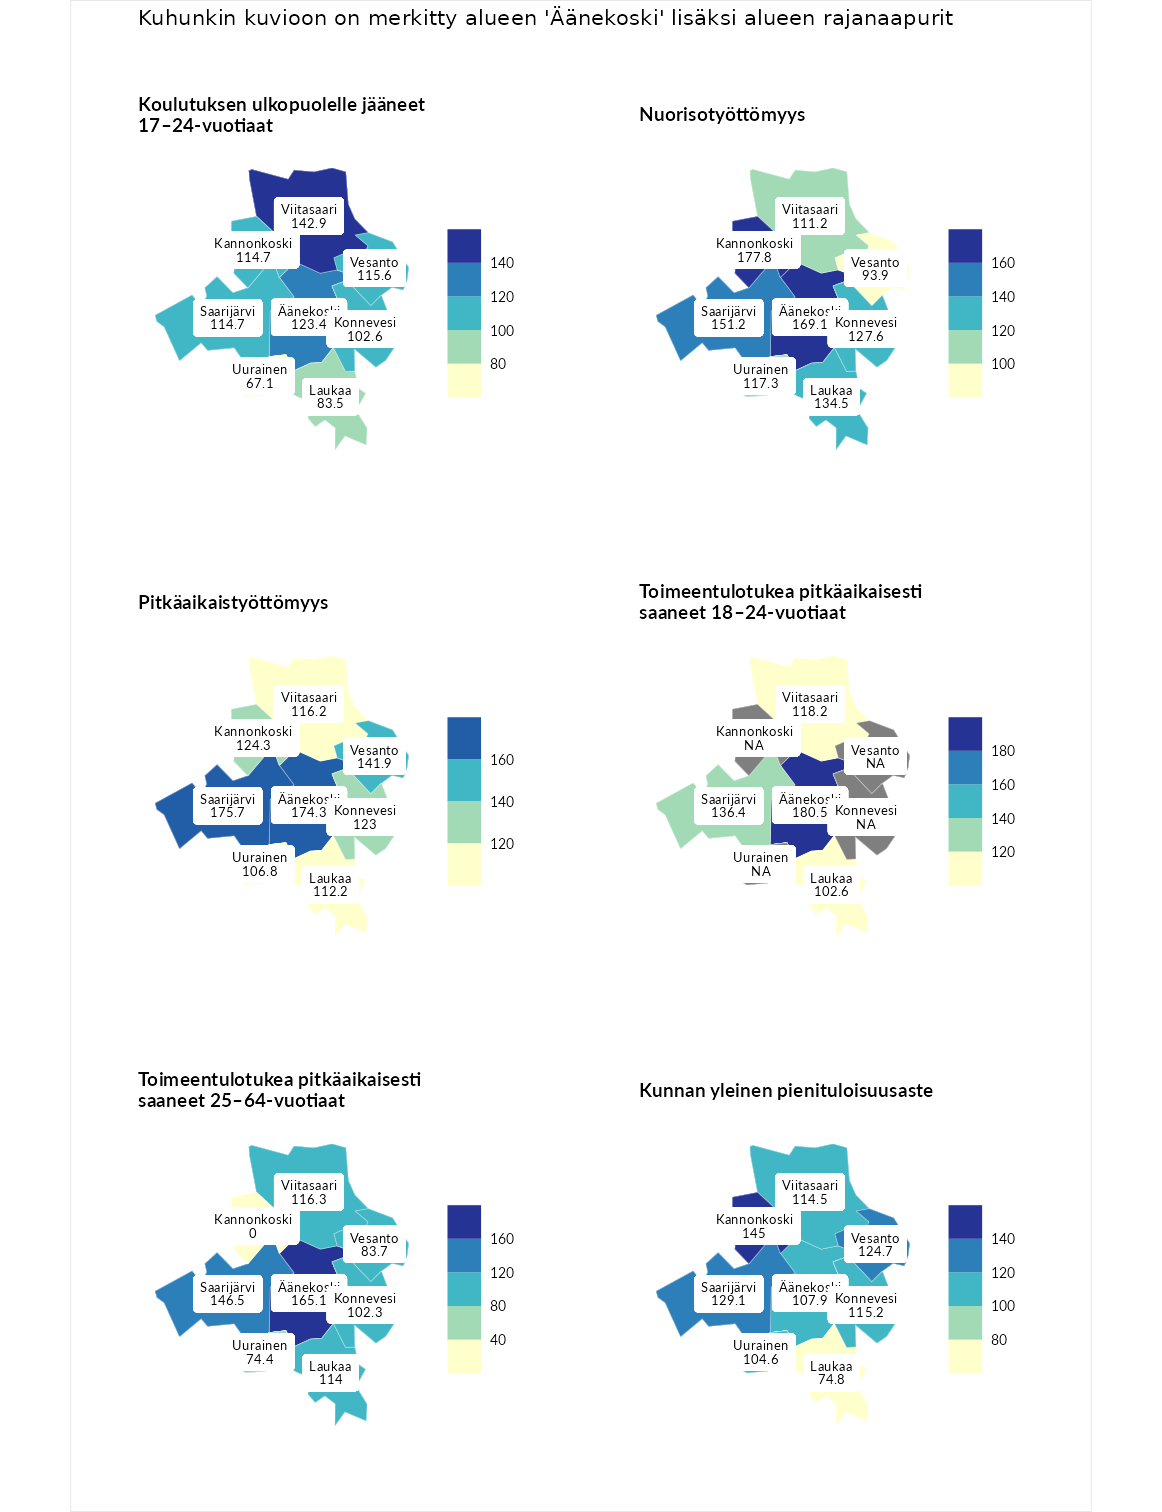 Kuhunkin kuvioon on merkitty alueen 'Äänekoski' lisäksi alueen rajanaapurit
Koulutuksen ulkopuolelle jääneet
17–24-vuotiaat
Viitasaari
142.9
Kannonkoski
114.7
Vesanto
115.6
Saarijärvi
114.7
Äänekoski
123.4
Konnevesi
102.6
Uurainen
67.1
Laukaa
83.5
140
120
100
80
Nuorisotyöttömyys
Viitasaari
111.2
Kannonkoski
177.8
Vesanto
93.9
Saarijärvi
151.2
Äänekoski
169.1
Konnevesi
127.6
Uurainen
117.3
Laukaa
134.5
160
140
120
100
Pitkäaikaistyöttömyys
Viitasaari
116.2
Kannonkoski
124.3
Vesanto
141.9
Saarijärvi
175.7
Äänekoski
174.3
Konnevesi
123
Uurainen
106.8
Laukaa
112.2
160
140
120
Toimeentulotukea pitkäaikaisesti
saaneet 18–24-vuotiaat
Viitasaari
118.2
Kannonkoski
NA
Vesanto
NA
Saarijärvi
136.4
Äänekoski
180.5
Konnevesi
NA
Uurainen
NA
Laukaa
102.6
180
160
140
120
Toimeentulotukea pitkäaikaisesti
saaneet 25–64-vuotiaat
Viitasaari
116.3
Kannonkoski
0
Vesanto
83.7
Saarijärvi
146.5
Äänekoski
165.1
Konnevesi
102.3
Uurainen
74.4
Laukaa
114
160
120
80
40
Kunnan yleinen pienituloisuusaste
Viitasaari
114.5
Kannonkoski
145
Vesanto
124.7
Saarijärvi
129.1
Äänekoski
107.9
Konnevesi
115.2
Uurainen
104.6
Laukaa
74.8
140
120
100
80